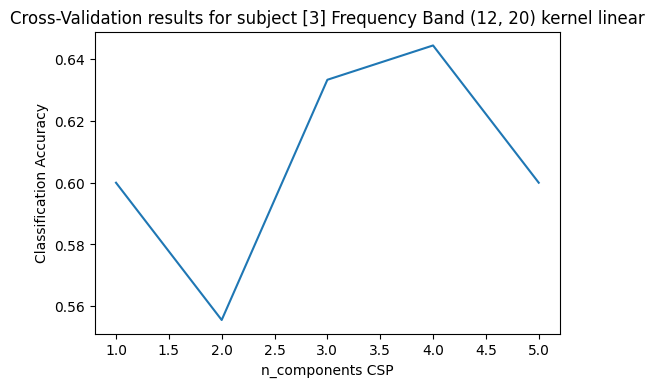 Cross-Validation results for subject [3] Frequency Band (12, 20) kernel linear
0.64
0.62
0.60
0.58
0.56
Classification Accuracy
1.0 1.5 2.0 2.5 3.0 3.5 4.0 4.5 5.0
n_components CSP